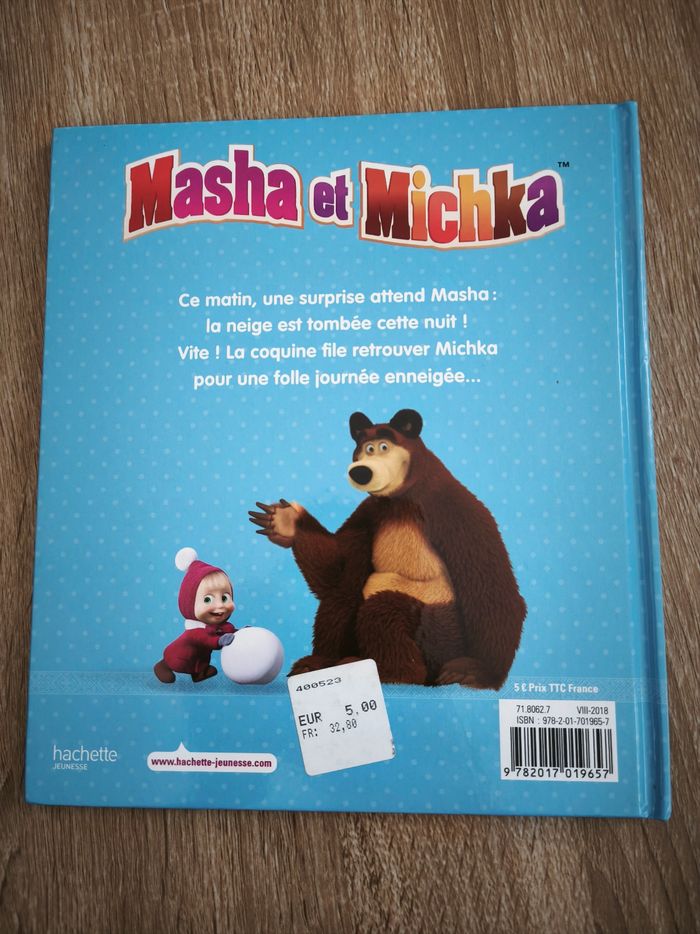 Masha et Michka™
Ce matin, une surprise attend Masha :
la neige est tombée cette nuit !
Vite ! La coquine file retrouver Michka
pour une folle journée enneigée...
400523
EUR 5,00
FR: 32,80
5 € Prix TTC France
71.8062.7 VIII-2018
ISBN : 978-2-01-701965-7
9 782017 019657
hachette
JEUNESSE
www.hachette-jeunesse.com